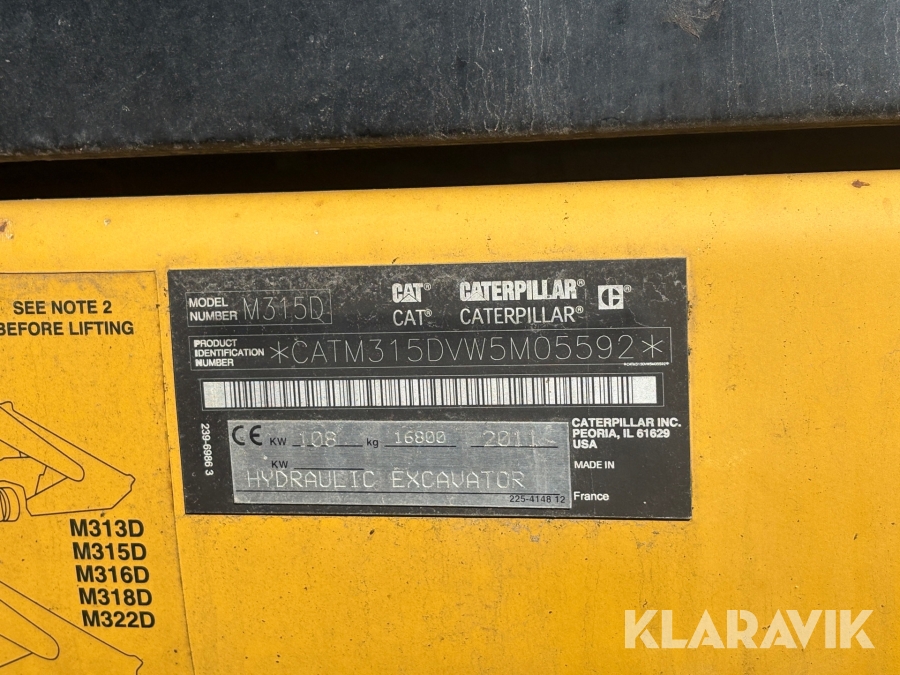 SEE NOTE 2
BEFORE LIFTING
M313D
M315D
M316D
M318D
M322D
MODEL NUMBER M315D
CAT® CATERPILLAR®
CAT® CATERPILLAR®
PRODUCT IDENTIFICATION NUMBER *CATM315DVW5M05592*
239-6986 3
CE KW 108 kg 16800 2011
KW
HYDRAULIC EXCAVATOR
225-4148 12
CATERPILLAR INC.
PEORIA, IL 61629
USA
MADE IN
France
KLARAVIK